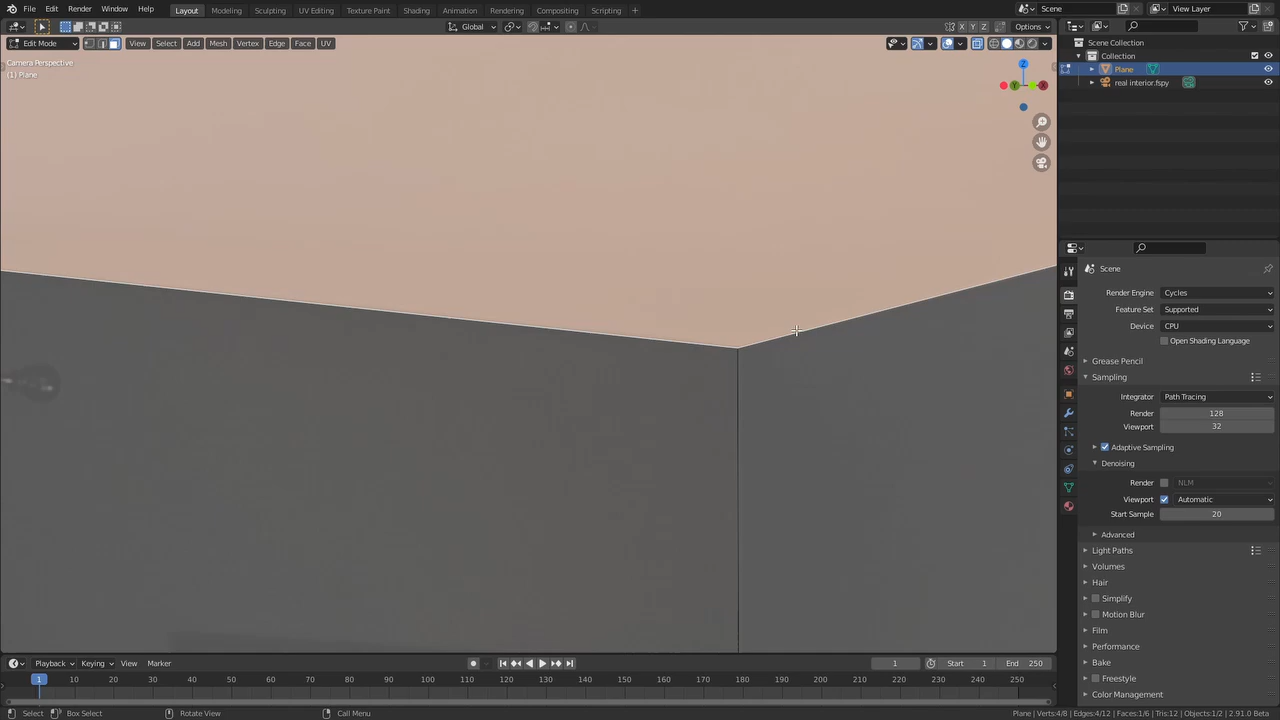 File Edit Render Window Help Layout Modeling Sculpting UV Editing Texture Paint Shading Animation Rendering Compositing Scripting + Scene View Layer
Global Options
Edit Mode View Select Add Mesh Vertex Edge Face UV
X Y Z
Camera Perspective
(1) Plane
Z
Y X
Scene Collection
Collection
Plane
real interior.fspy
Scene
Render Engine Cycles
Feature Set Supported
Device CPU
Open Shading Language
Grease Pencil
Sampling
Integrator Path Tracing
Render 128
Viewport 32
Adaptive Sampling
Denoising
Render NLM
Viewport Automatic
Start Sample 20
Advanced
Light Paths
Volumes
Hair
Simplify
Motion Blur
Film
Performance
Bake
Freestyle
Color Management
Playback Keying View Marker 1 Start 1 End 250
1 10 20 30 40 50 60 70 80 90 100 110 120 130 140 150 160 170 180 190 200 210 220 230 240 250
Select Box Select Rotate View Call Menu Plane | Verts:4/8 | Edges:4/12 | Faces:1/6 | Tris:12 | Objects:1/2 | 2.91.0 Beta